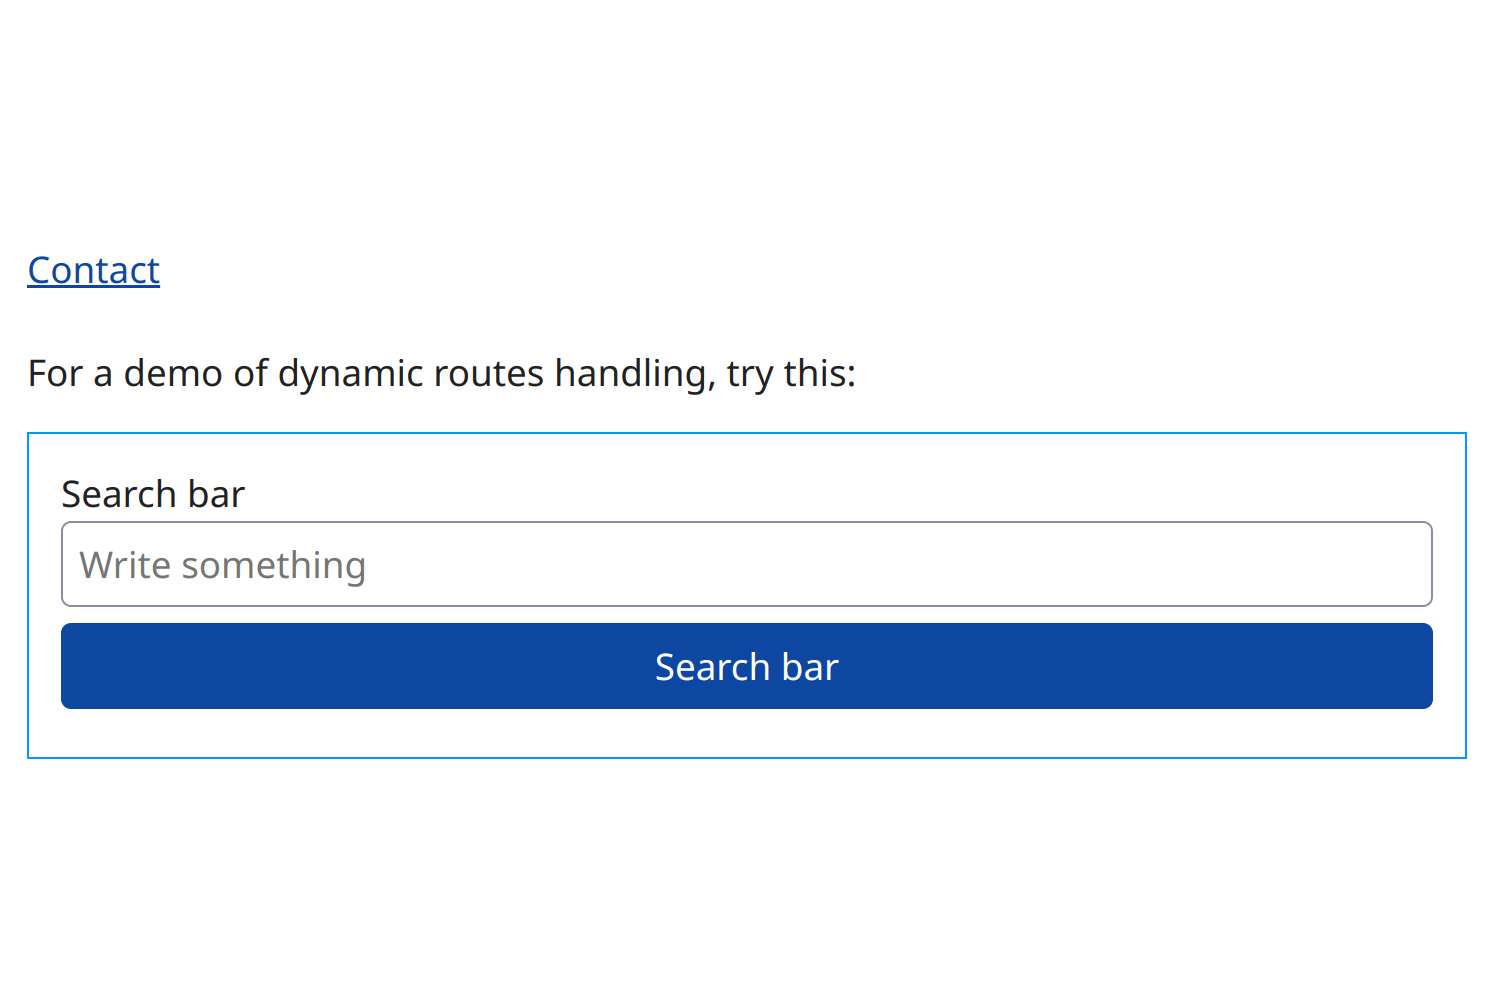 Contact
For a demo of dynamic routes handling, try this:
Search bar
Write something
Search bar